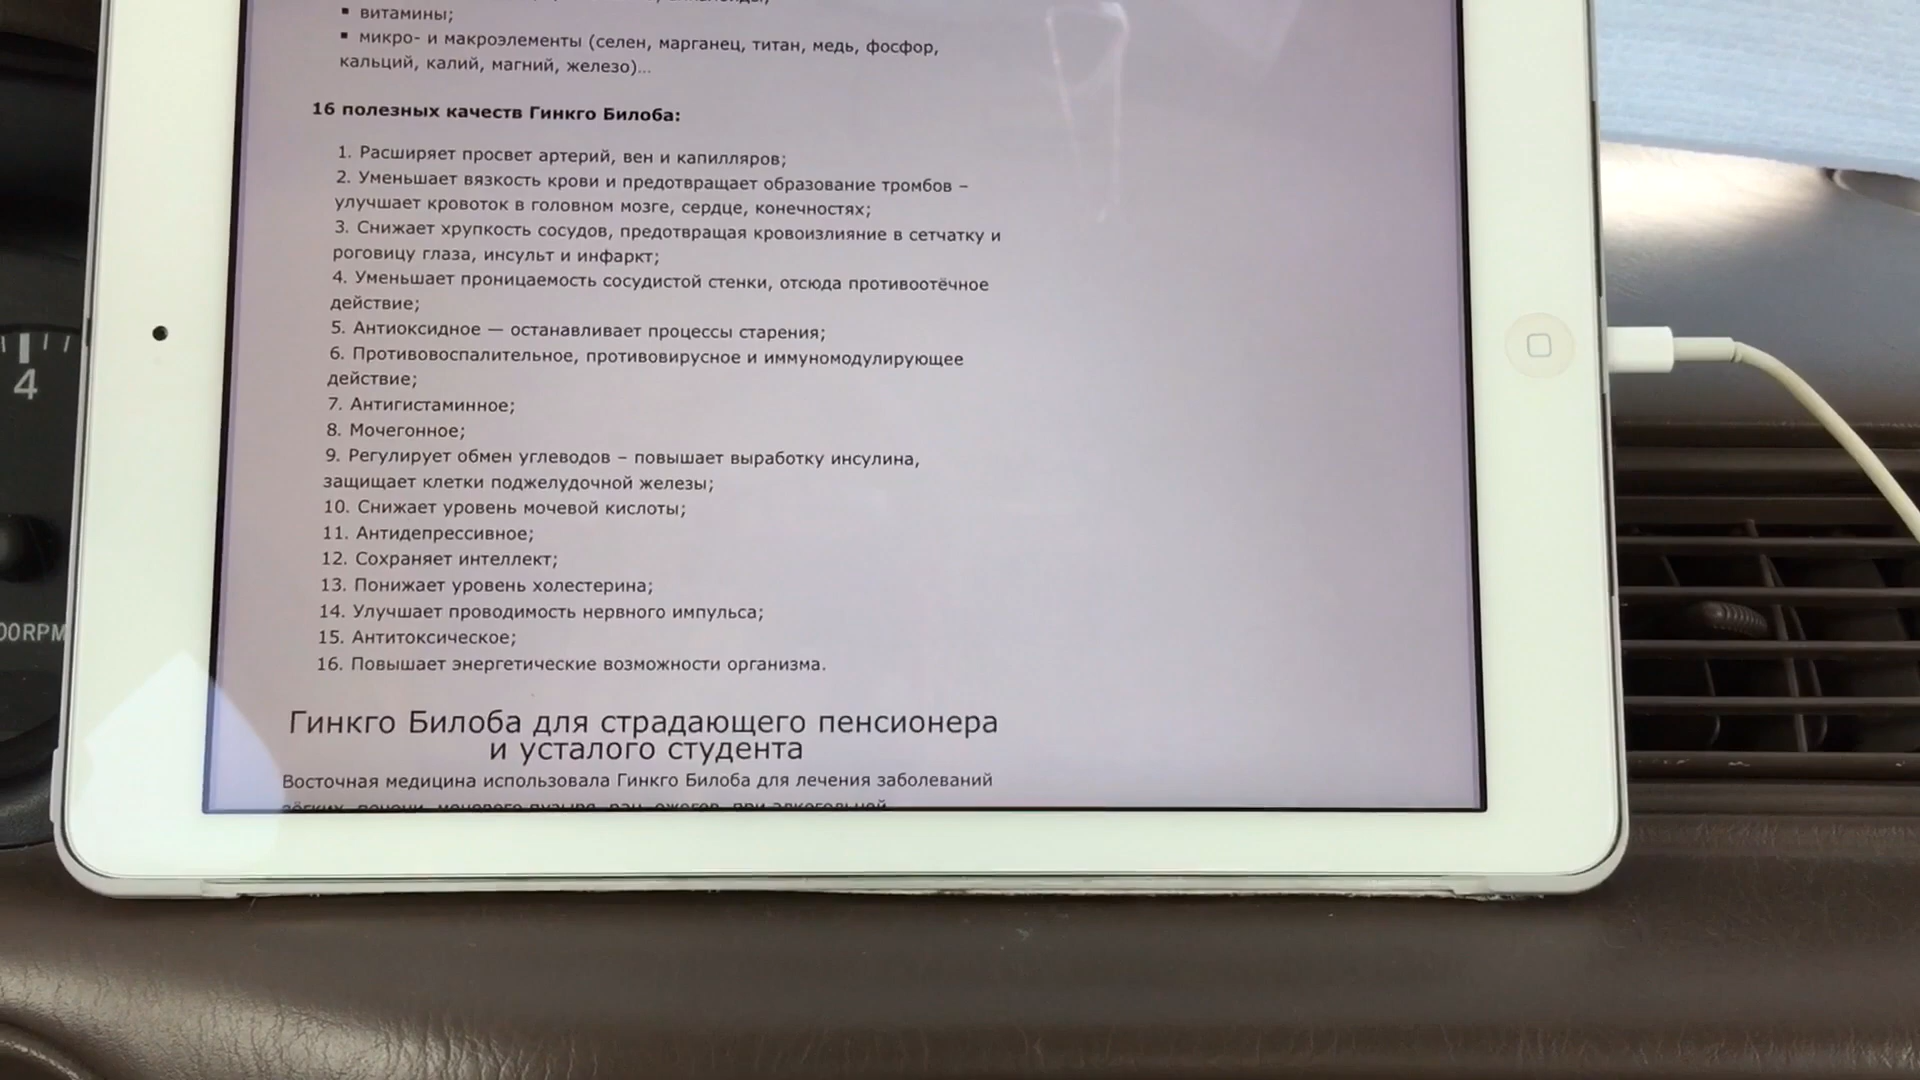 витамины;
микро- и макроэлементы (селен, марганец, титан, медь, фосфор,
кальций, калий, магний, железо)...
16 полезных качеств Гинкго Билоба:
1. Расширяет просвет артерий, вен и капилляров;
2. Уменьшает вязкость крови и предотвращает образование тромбов –
улучшает кровоток в головном мозге, сердце, конечностях;
3. Снижает хрупкость сосудов, предотвращая кровоизлияние в сетчатку и
роговицу глаза, инсульт и инфаркт;
4. Уменьшает проницаемость сосудистой стенки, отсюда противоотёчное
действие;
5. Антиоксидное — останавливает процессы старения;
6. Противовоспалительное, противовирусное и иммуномодулирующее
действие;
7. Антигистаминное;
8. Мочегонное;
9. Регулирует обмен углеводов – повышает выработку инсулина,
защищает клетки поджелудочной железы;
10. Снижает уровень мочевой кислоты;
11. Антидепрессивное;
12. Сохраняет интеллект;
13. Понижает уровень холестерина;
14. Улучшает проводимость нервного импульса;
15. Антитоксическое;
16. Повышает энергетические возможности организма.
Гинкго Билоба для страдающего пенсионера
и усталого студента
Восточная медицина использовала Гинкго Билоба для лечения заболеваний
4
00RPM